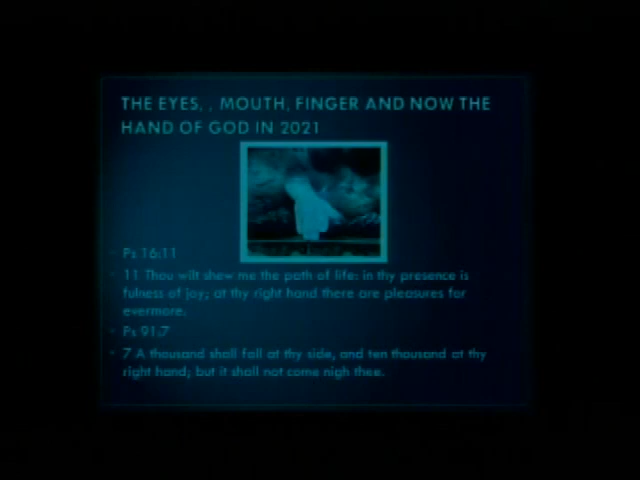 THE EYES, , MOUTH, FINGER AND NOW THE
HAND OF GOD IN 2021
Ps 16:11
11 Thou wilt shew me the path of life: in thy presence is
fulness of joy; at thy right hand there are pleasures for
evermore.
Ps 91:7
7 A thousand shall fall at thy side, and ten thousand at thy
right hand; but it shall not come nigh thee.